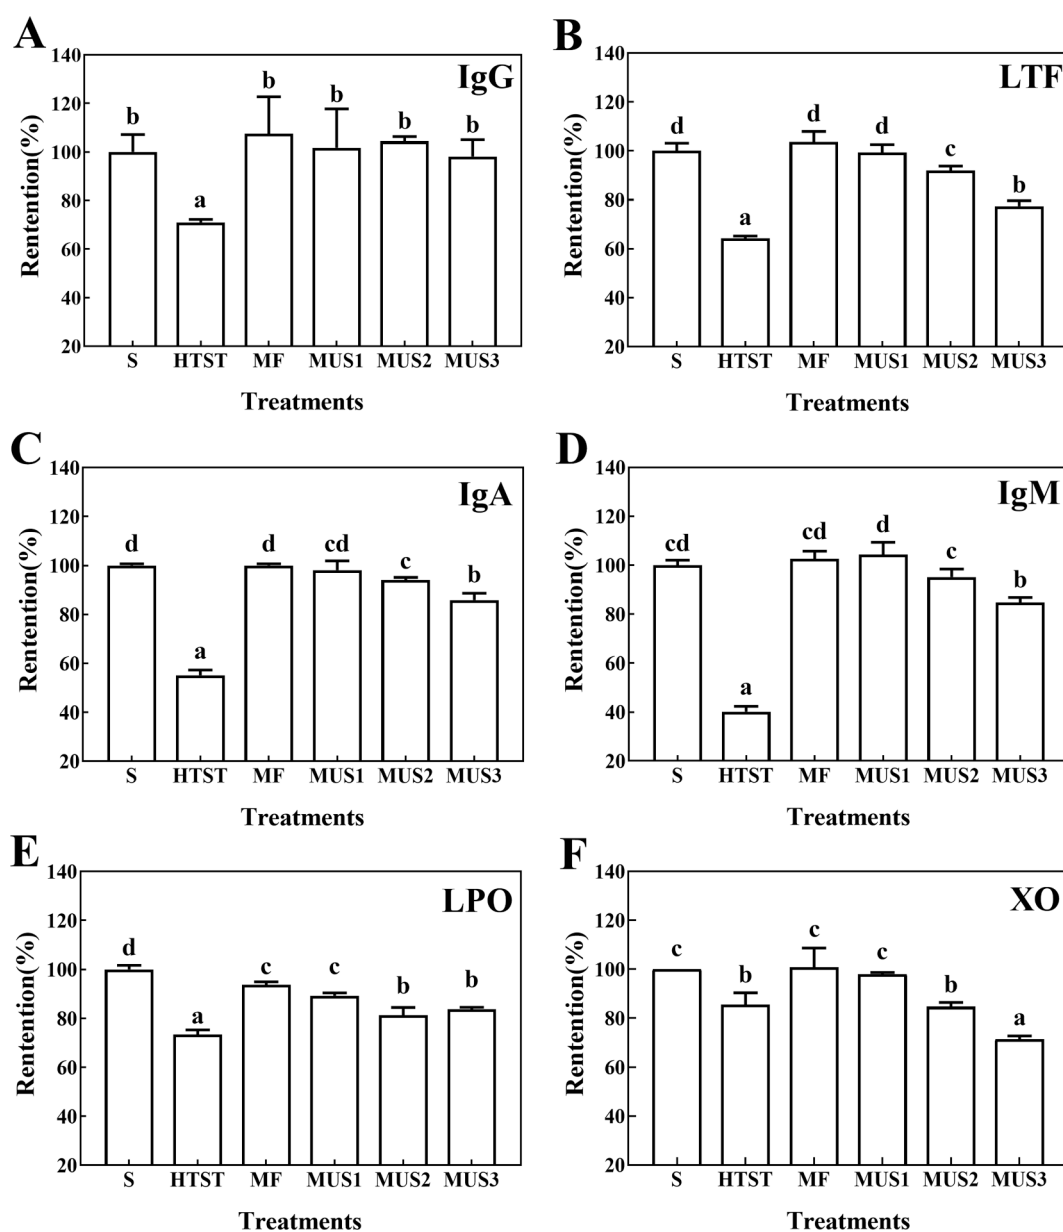 A
IgG
Rentention(%)
140
120
100
80
60
40
20
b
a
b
b
b
b
S HTST MF MUS1 MUS2 MUS3
Treatments
B
LTF
Rentention(%)
140
120
100
80
60
40
20
d
a
d
d
c
b
S HTST MF MUS1 MUS2 MUS3
Treatments
C
IgA
Rentention(%)
140
120
100
80
60
40
20
d
a
d
cd
c
b
S HTST MF MUS1 MUS2 MUS3
Treatments
D
IgM
Rentention(%)
140
120
100
80
60
40
20
cd
a
cd
d
c
b
S HTST MF MUS1 MUS2 MUS3
Treatments
E
LPO
Rentention(%)
140
120
100
80
60
40
20
d
a
c
c
b
b
S HTST MF MUS1 MUS2 MUS3
Treatments
F
XO
Rentention(%)
140
120
100
80
60
40
20
c
b
c
c
b
a
S HTST MF MUS1 MUS2 MUS3
Treatments